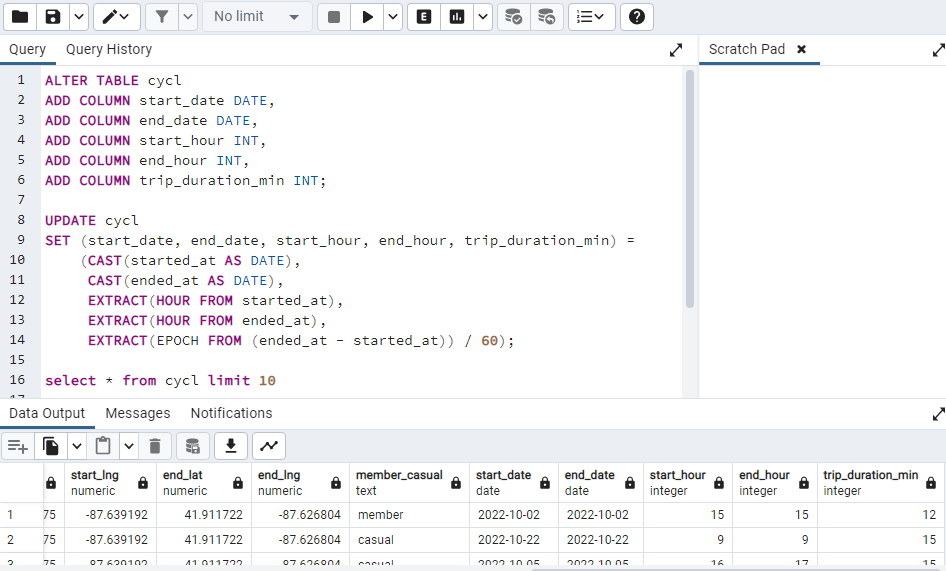 No limit
E
Query Query History Scratch Pad
1 ALTER TABLE cycl
2 ADD COLUMN start_date DATE,
3 ADD COLUMN end_date DATE,
4 ADD COLUMN start_hour INT,
5 ADD COLUMN end_hour INT,
6 ADD COLUMN trip_duration_min INT;
7
8 UPDATE cycl
9 SET (start_date, end_date, start_hour, end_hour, trip_duration_min) =
10 (CAST(started_at AS DATE),
11 CAST(ended_at AS DATE),
12 EXTRACT(HOUR FROM started_at),
13 EXTRACT(HOUR FROM ended_at),
14 EXTRACT(EPOCH FROM (ended_at - started_at)) / 60);
15
16 select * from cycl limit 10
Data Output Messages Notifications
start_lng end_lat end_lng member_casual start_date end_date start_hour end_hour trip_duration_min
numeric numeric numeric text date date integer integer integer
1 75 -87.639192 41.911722 -87.626804 member 2022-10-02 2022-10-02 15 15 12
2 75 -87.639192 41.911722 -87.626804 casual 2022-10-22 2022-10-22 9 9 15
3 75 -87.639192 41.911722 -87.626804 casual 2022-10-05 2022-10-05 16 17 15